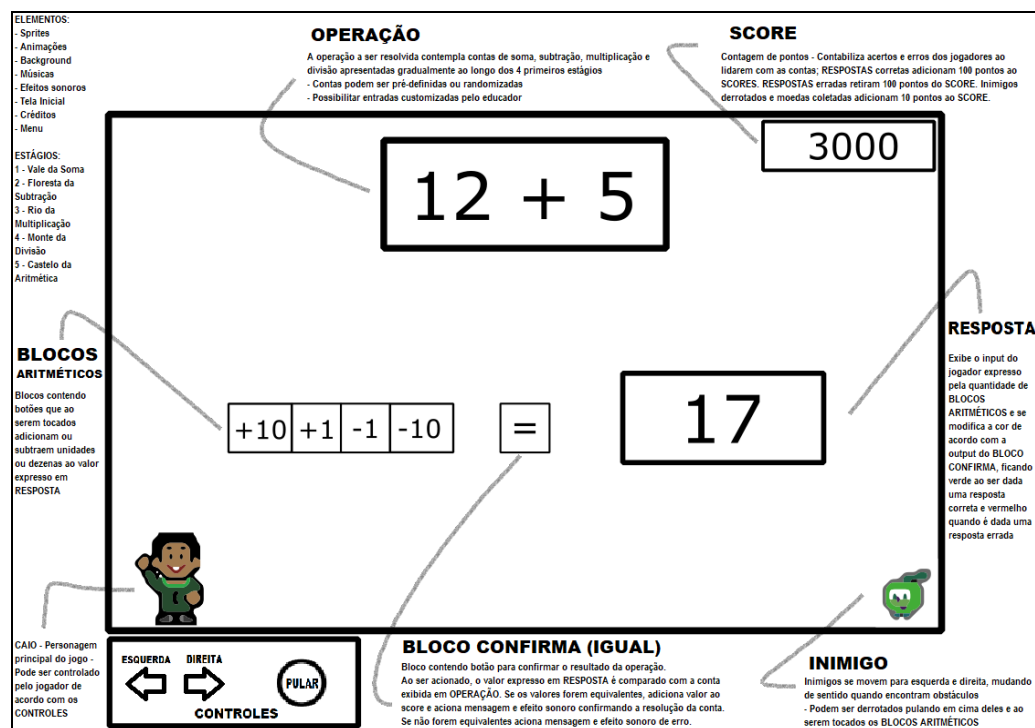 ELEMENTOS:
- Sprites
- Animações
- Background
- Músicas
- Efeitos sonoros
- Tela Inicial
- Créditos
- Menu
ESTÁGIOS:
1 - Vale da Soma
2 - Floresta da
Subtração
3 - Rio da
Multiplicação
4 - Monte da
Divisão
5 - Castelo da
Aritmética
OPERAÇÃO
A operação a ser resolvida contempla contas de soma, subtração, multiplicação e
divisão apresentadas gradualmente ao longo dos 4 primeiros estágios
- Contas podem ser pré-definidas ou randomizadas
- Possibilitar entradas customizadas pelo educador
SCORE
Contagem de pontos - Contabiliza acertos e erros dos jogadores ao
lidarem com as contas; RESPOSTAS corretas adicionam 100 pontos ao
SCORES. RESPOSTAS erradas retiram 100 pontos do SCORE. Inimigos
derrotados e moedas coletadas adicionam 10 pontos ao SCORE.
12 + 5
3000
BLOCOS
ARITMÉTICOS
Blocos contendo
botões que ao
serem tocados
adicionam ou
subtraem unidades
ou dezenas ao valor
expresso em
RESPOSTA
+10 +1 -1 -10
=
17
RESPOSTA
Exibe o input do
jogador expresso
pela quantidade de
BLOCOS
ARITMÉTICOS e se
modifica a cor de
acordo com a
output do BLOCO
CONFIRMA, ficando
verde ao ser dada
uma resposta
correta e vermelho
quando é dada uma
resposta errada
CAIO - Personagem
principal do jogo -
Pode ser controlado
pelo jogador de
acordo com os
CONTROLES
ESQUERDA DIREITA
PULAR
CONTROLES
BLOCO CONFIRMA (IGUAL)
Bloco contendo botão para confirmar o resultado da operação.
Ao ser acionado, o valor expresso em RESPOSTA é comparado com a conta
exibida em OPERAÇÃO. Se os valores forem equivalentes, adiciona valor ao
score e aciona mensagem e efeito sonoro confirmando a resolução da conta.
Se não forem equivalentes aciona mensagem e efeito sonoro de erro.
INIMIGO
Inimigos se movem para esquerda e direita, mudando
de sentido quando encontram obstáculos
- Podem ser derrotados pulando em cima deles e ao
serem tocados os BLOCOS ARITMÉTICOS